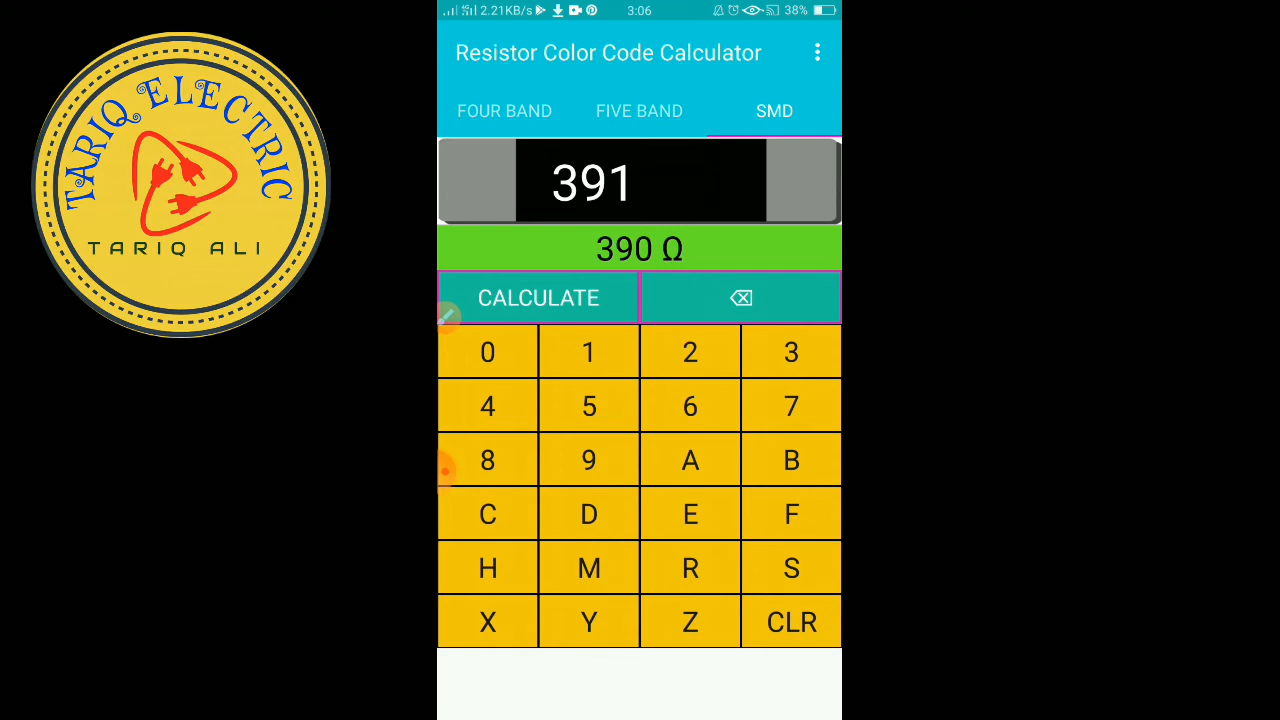 TARIQ ELECTRIC
TARIQ ALI
2.21KB/s 3:06 38%
Resistor Color Code Calculator
FOUR BAND FIVE BAND SMD
391
390 Ω
CALCULATE
0 1 2 3
4 5 6 7
8 9 A B
C D E F
H M R S
X Y Z CLR